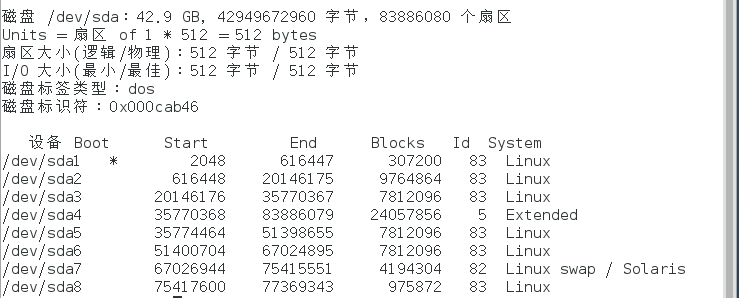 磁盘 /dev/sda：42.9 GB, 42949672960 字节，83886080 个扇区
Units = 扇区 of 1 * 512 = 512 bytes
扇区大小(逻辑/物理)：512 字节 / 512 字节
I/O 大小(最小/最佳)：512 字节 / 512 字节
磁盘标签类型：dos
磁盘标识符：0x000cab46
设备 Boot Start End Blocks Id System
/dev/sda1 * 2048 616447 307200 83 Linux
/dev/sda2 616448 20146175 9764864 83 Linux
/dev/sda3 20146176 35770367 7812096 83 Linux
/dev/sda4 35770368 83886079 24057856 5 Extended
/dev/sda5 35774464 51398655 7812096 83 Linux
/dev/sda6 51400704 67024895 7812096 83 Linux
/dev/sda7 67026944 75415551 4194304 82 Linux swap / Solaris
/dev/sda8 75417600 77369343 975872 83 Linux